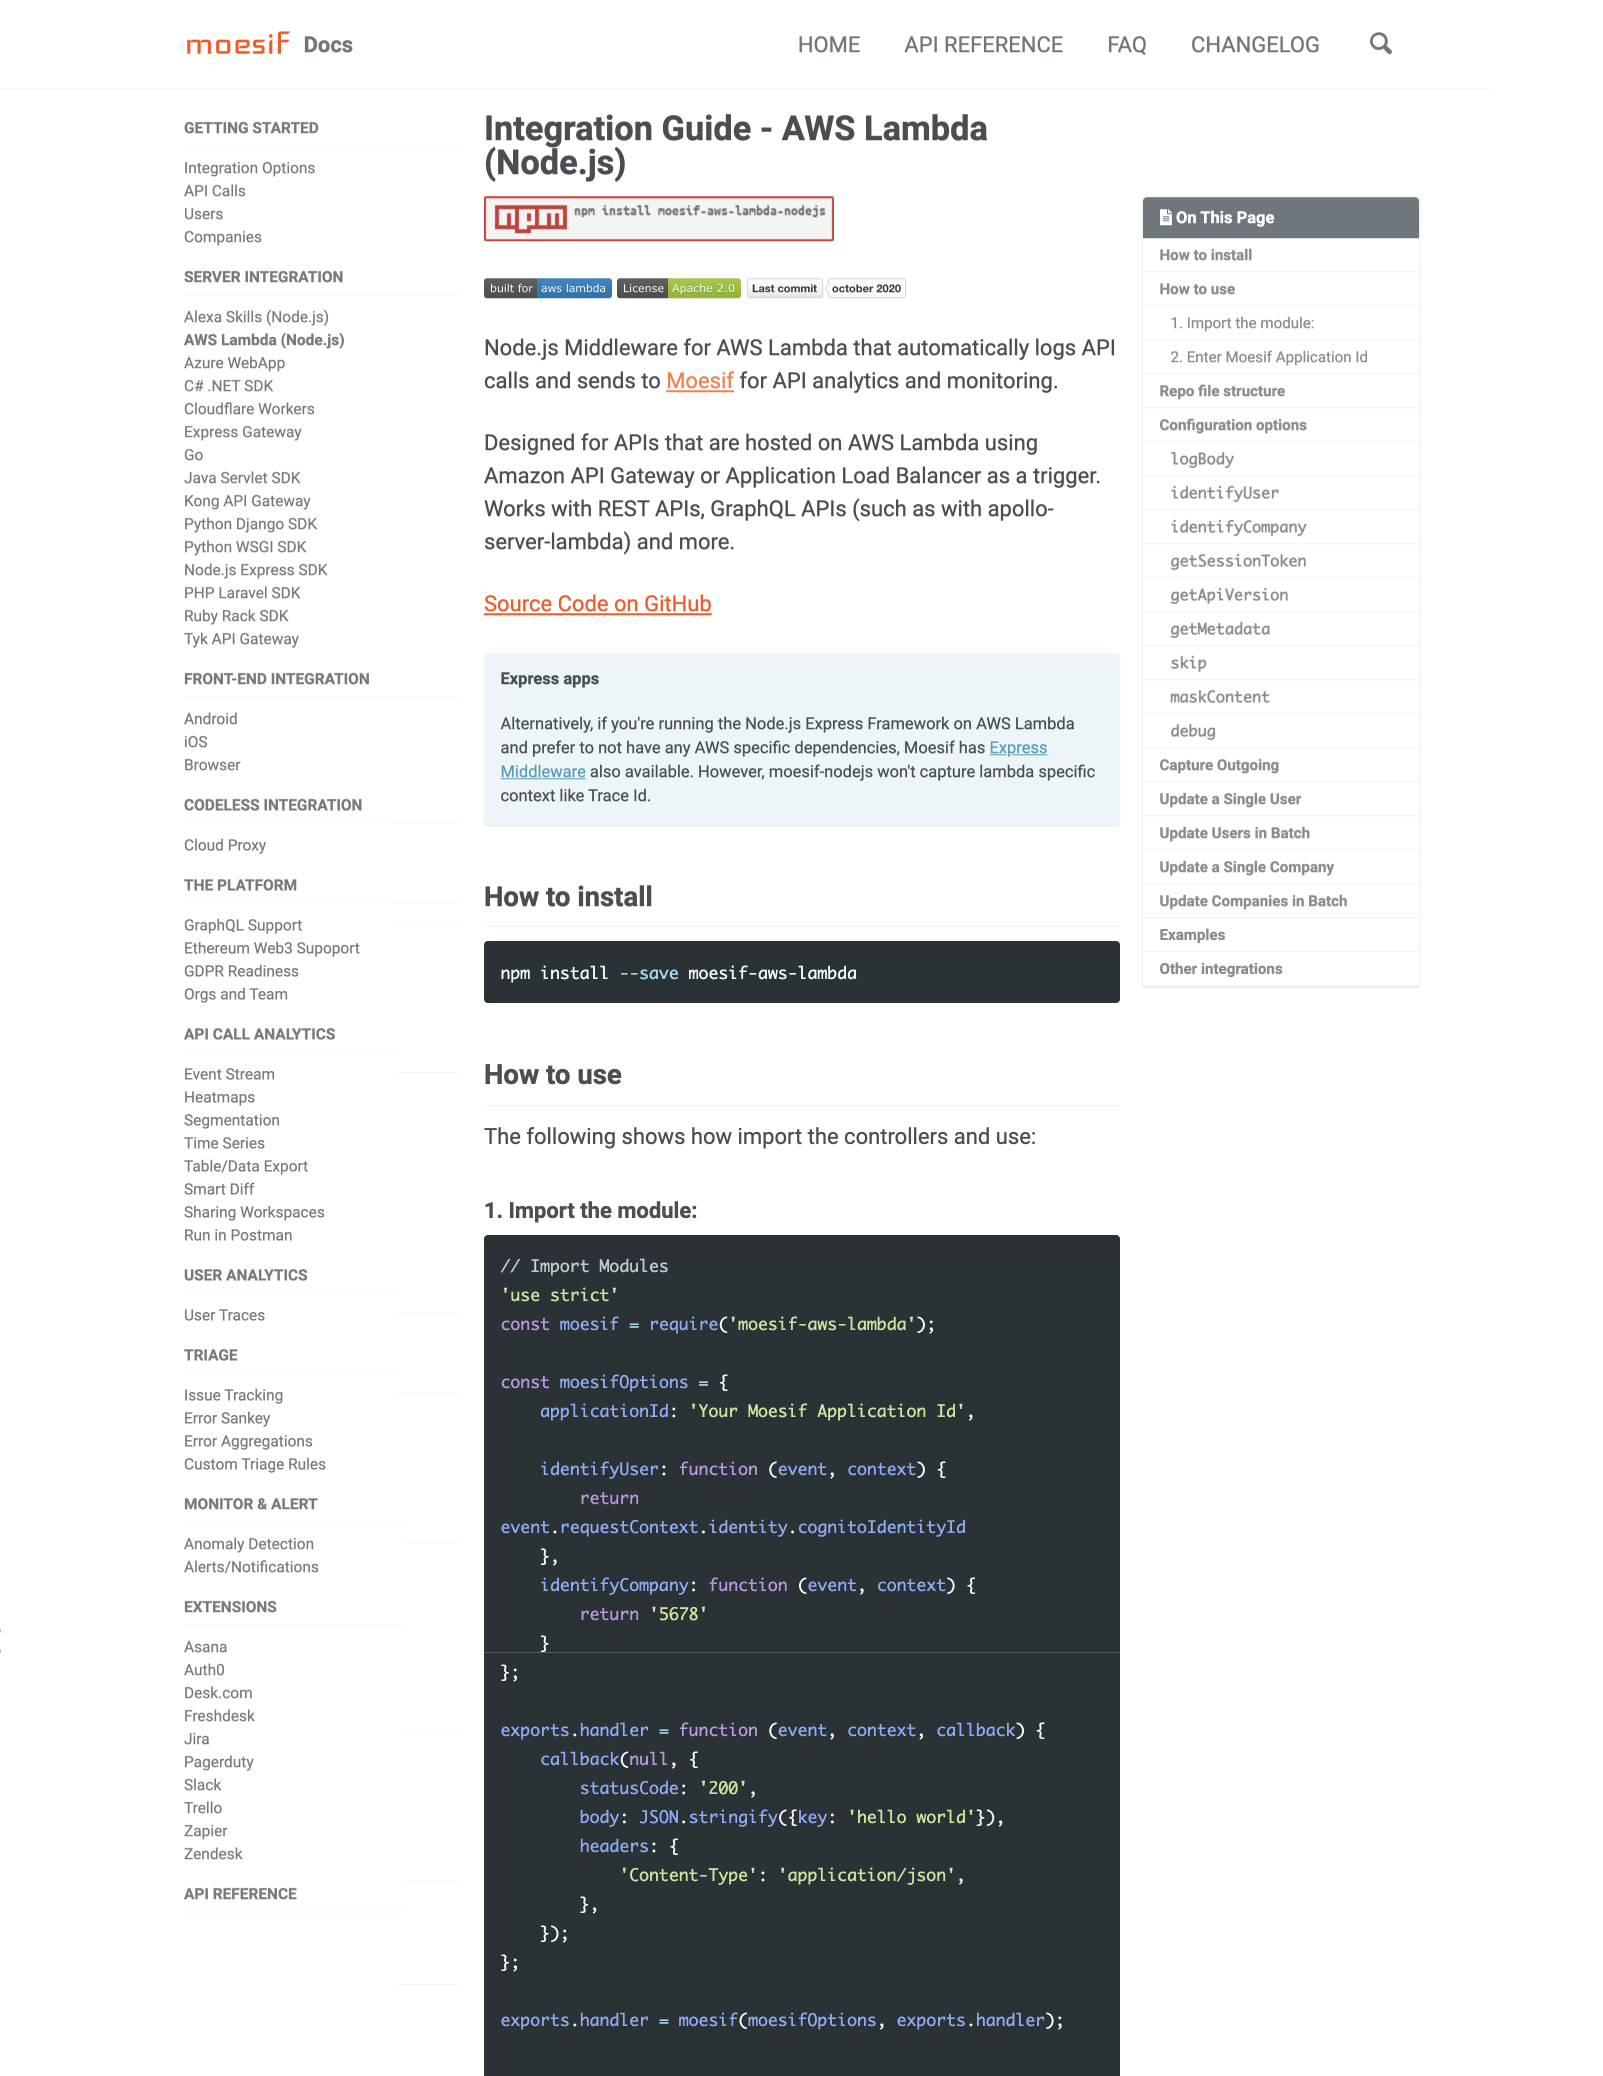 moesif Docs
HOME API REFERENCE FAQ CHANGELOG
GETTING STARTED
Integration Options
API Calls
Users
Companies
SERVER INTEGRATION
Alexa Skills (Node.js)
AWS Lambda (Node.js)
Azure WebApp
C# .NET SDK
Cloudflare Workers
Express Gateway
Go
Java Servlet SDK
Kong API Gateway
Python Django SDK
Python WSGI SDK
Node.js Express SDK
PHP Laravel SDK
Ruby Rack SDK
Tyk API Gateway
FRONT-END INTEGRATION
Android
iOS
Browser
CODELESS INTEGRATION
Cloud Proxy
THE PLATFORM
GraphQL Support
Ethereum Web3 Supoport
GDPR Readiness
Orgs and Team
API CALL ANALYTICS
Event Stream
Heatmaps
Segmentation
Time Series
Table/Data Export
Smart Diff
Sharing Workspaces
Run in Postman
USER ANALYTICS
User Traces
TRIAGE
Issue Tracking
Error Sankey
Error Aggregations
Custom Triage Rules
MONITOR & ALERT
Anomaly Detection
Alerts/Notifications
EXTENSIONS
Asana
Auth0
Desk.com
Freshdesk
Jira
Pagerduty
Slack
Trello
Zapier
Zendesk
API REFERENCE
Integration Guide - AWS Lambda
(Node.js)
npm npm install moesif-aws-lambda-nodejs
built for aws lambda License Apache 2.0 Last commit october 2020
Node.js Middleware for AWS Lambda that automatically logs API
calls and sends to Moesif for API analytics and monitoring.
Designed for APIs that are hosted on AWS Lambda using
Amazon API Gateway or Application Load Balancer as a trigger.
Works with REST APIs, GraphQL APIs (such as with apollo-
server-lambda) and more.
Source Code on GitHub
Express apps
Alternatively, if you're running the Node.js Express Framework on AWS Lambda
and prefer to not have any AWS specific dependencies, Moesif has Express
Middleware also available. However, moesif-nodejs won't capture lambda specific
context like Trace Id.
How to install
npm install --save moesif-aws-lambda
How to use
The following shows how import the controllers and use:
1. Import the module:
// Import Modules
'use strict'
const moesif = require('moesif-aws-lambda');
const moesifOptions = {
    applicationId: 'Your Moesif Application Id',
    identifyUser: function (event, context) {
        return
event.requestContext.identity.cognitoIdentityId
    },
    identifyCompany: function (event, context) {
        return '5678'
    }
};
exports.handler = function (event, context, callback) {
    callback(null, {
        statusCode: '200',
        body: JSON.stringify({key: 'hello world'}),
        headers: {
            'Content-Type': 'application/json',
        },
    });
};
exports.handler = moesif(moesifOptions, exports.handler);
On This Page
How to install
How to use
1. Import the module:
2. Enter Moesif Application Id
Repo file structure
Configuration options
logBody
identifyUser
identifyCompany
getSessionToken
getApiVersion
getMetadata
skip
maskContent
debug
Capture Outgoing
Update a Single User
Update Users in Batch
Update a Single Company
Update Companies in Batch
Examples
Other integrations